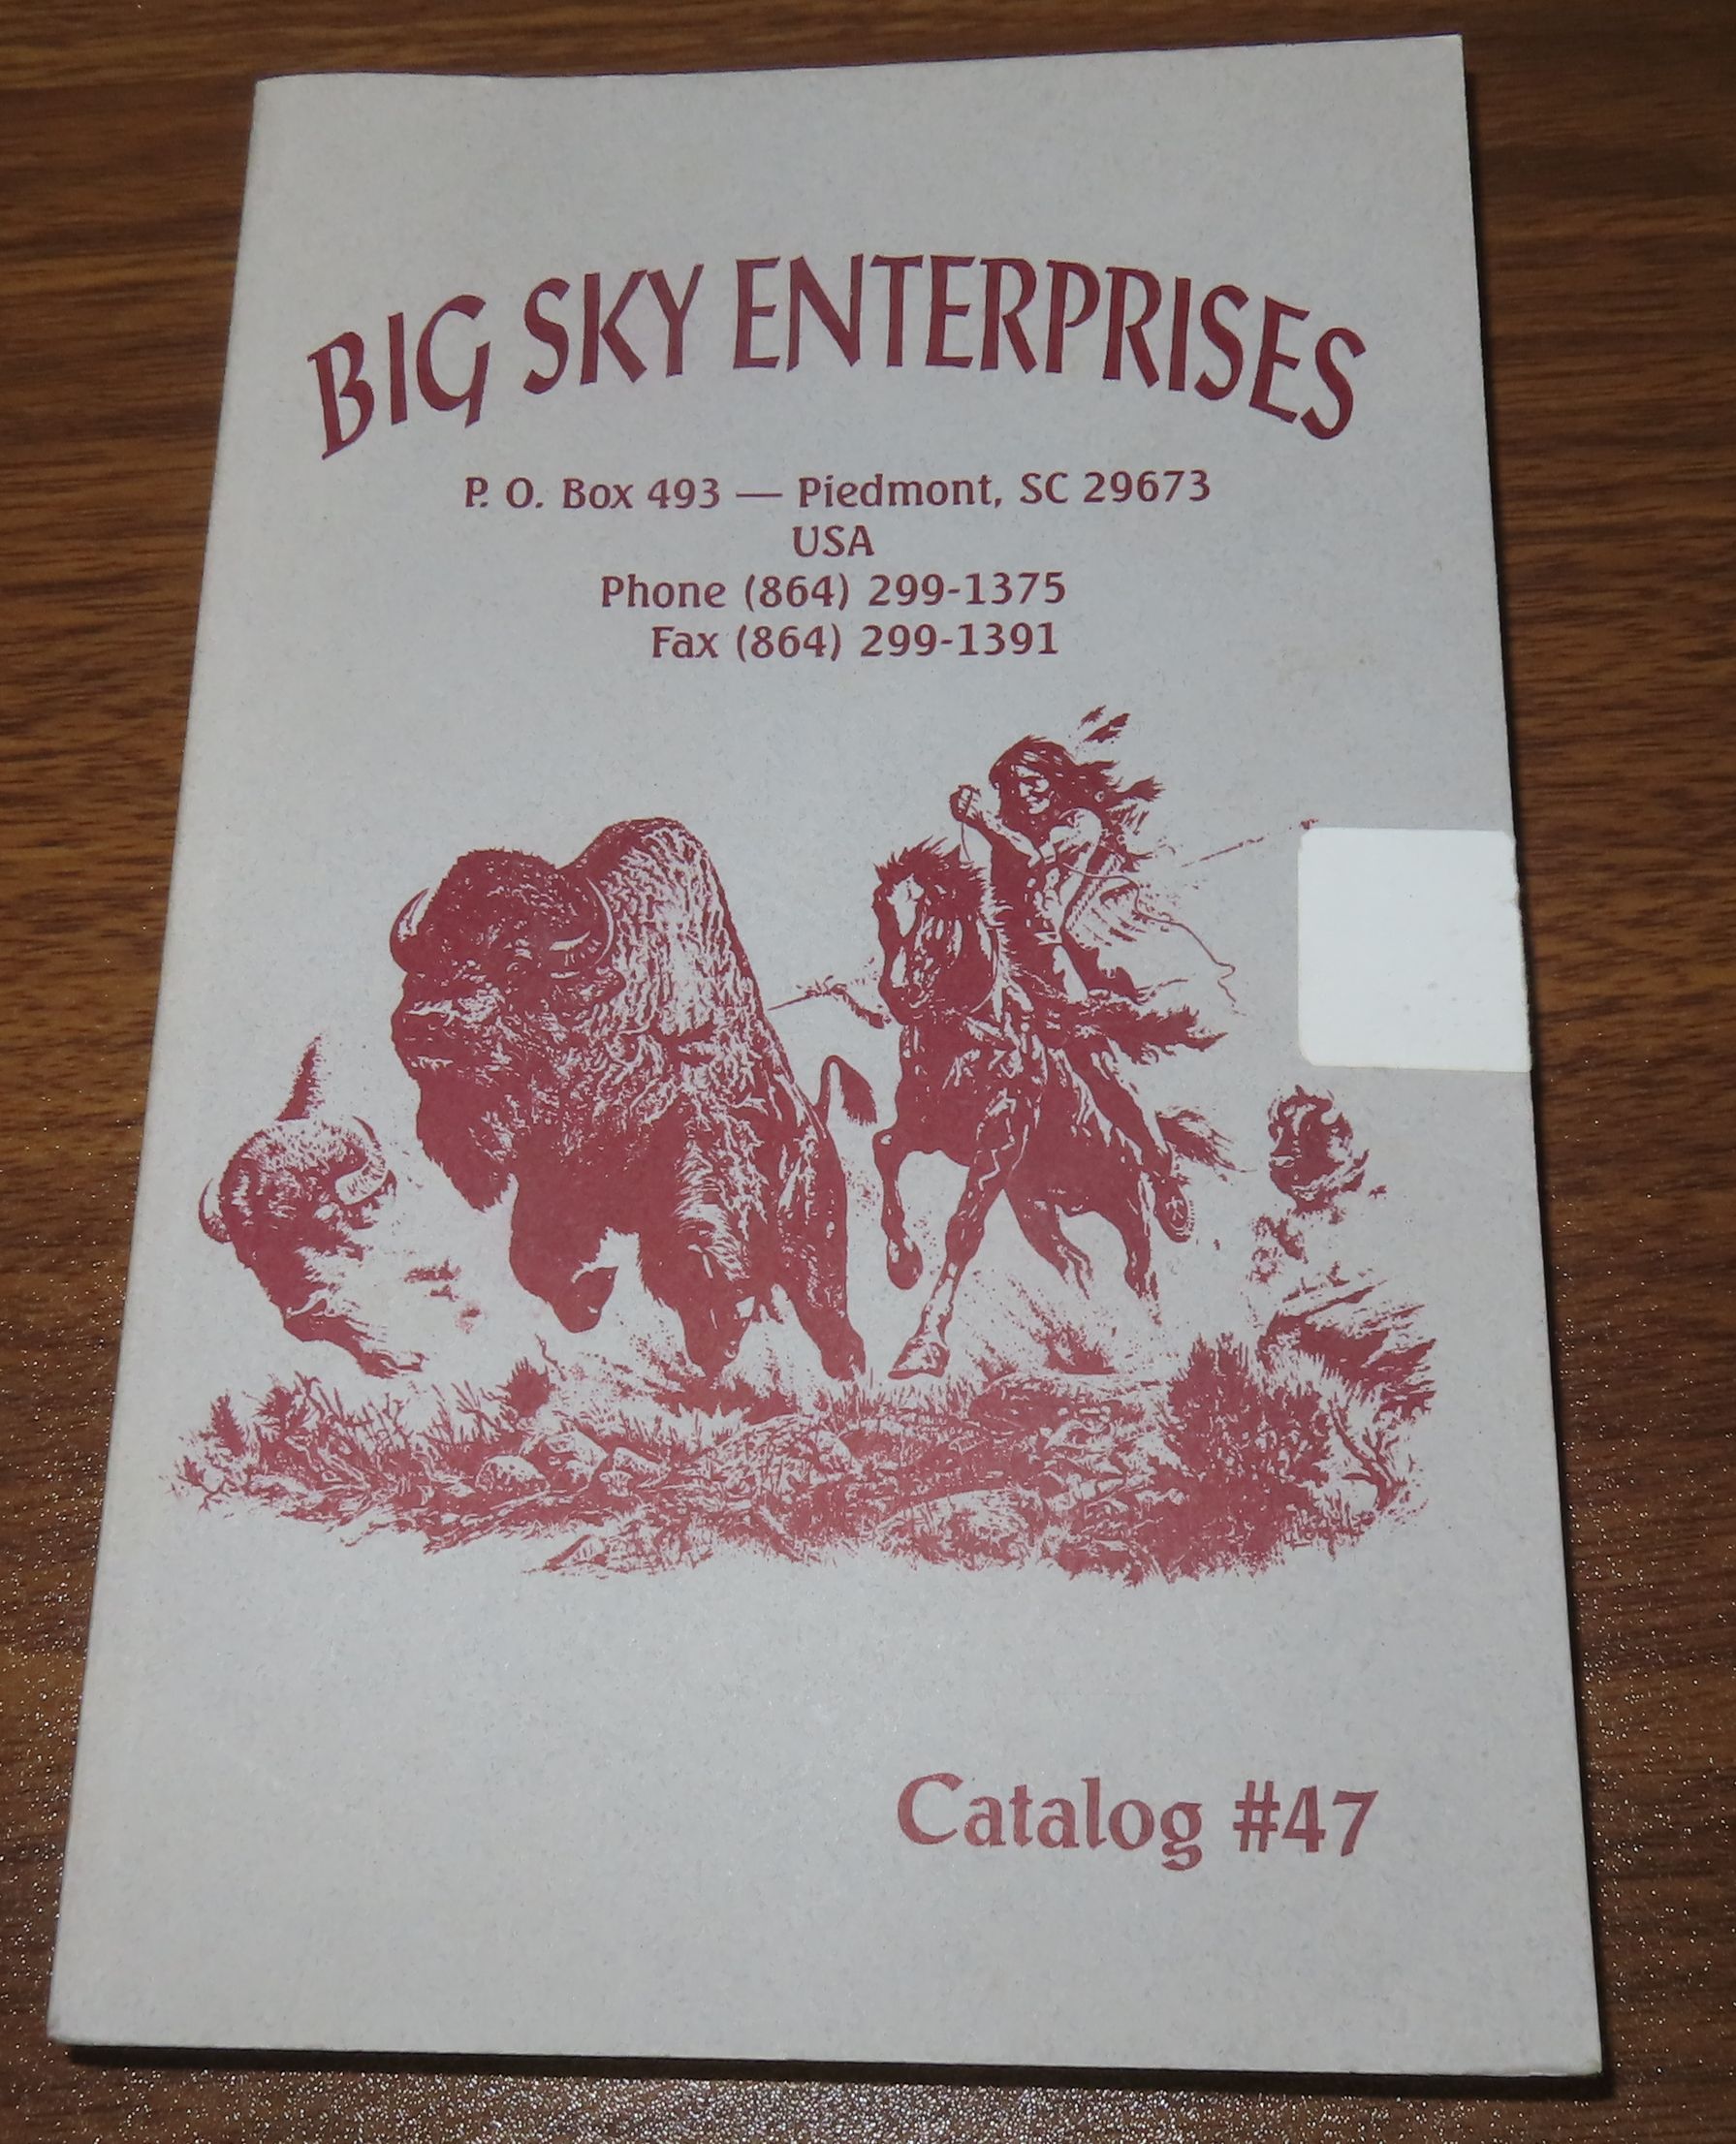 BIG SKY ENTERPRISES
P. O. Box 493 — Piedmont, SC 29673
USA
Phone (864) 299-1375
Fax (864) 299-1391
Catalog #47